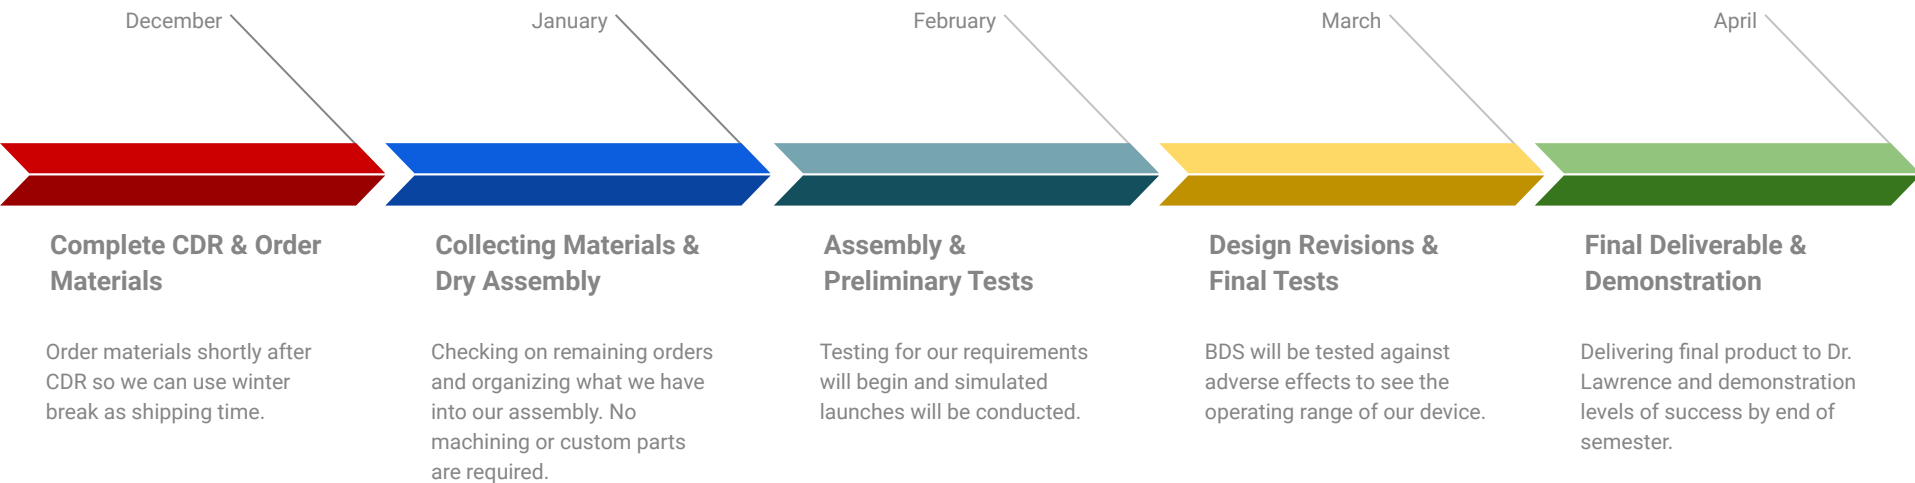 December
Complete CDR & Order
Materials
Order materials shortly after
CDR so we can use winter
break as shipping time.
January
Collecting Materials &
Dry Assembly
Checking on remaining orders
and organizing what we have
into our assembly. No
machining or custom parts
are required.
February
Assembly &
Preliminary Tests
Testing for our requirements
will begin and simulated
launches will be conducted.
March
Design Revisions &
Final Tests
BDS will be tested against
adverse effects to see the
operating range of our device.
April
Final Deliverable &
Demonstration
Delivering final product to Dr.
Lawrence and demonstration
levels of success by end of
semester.